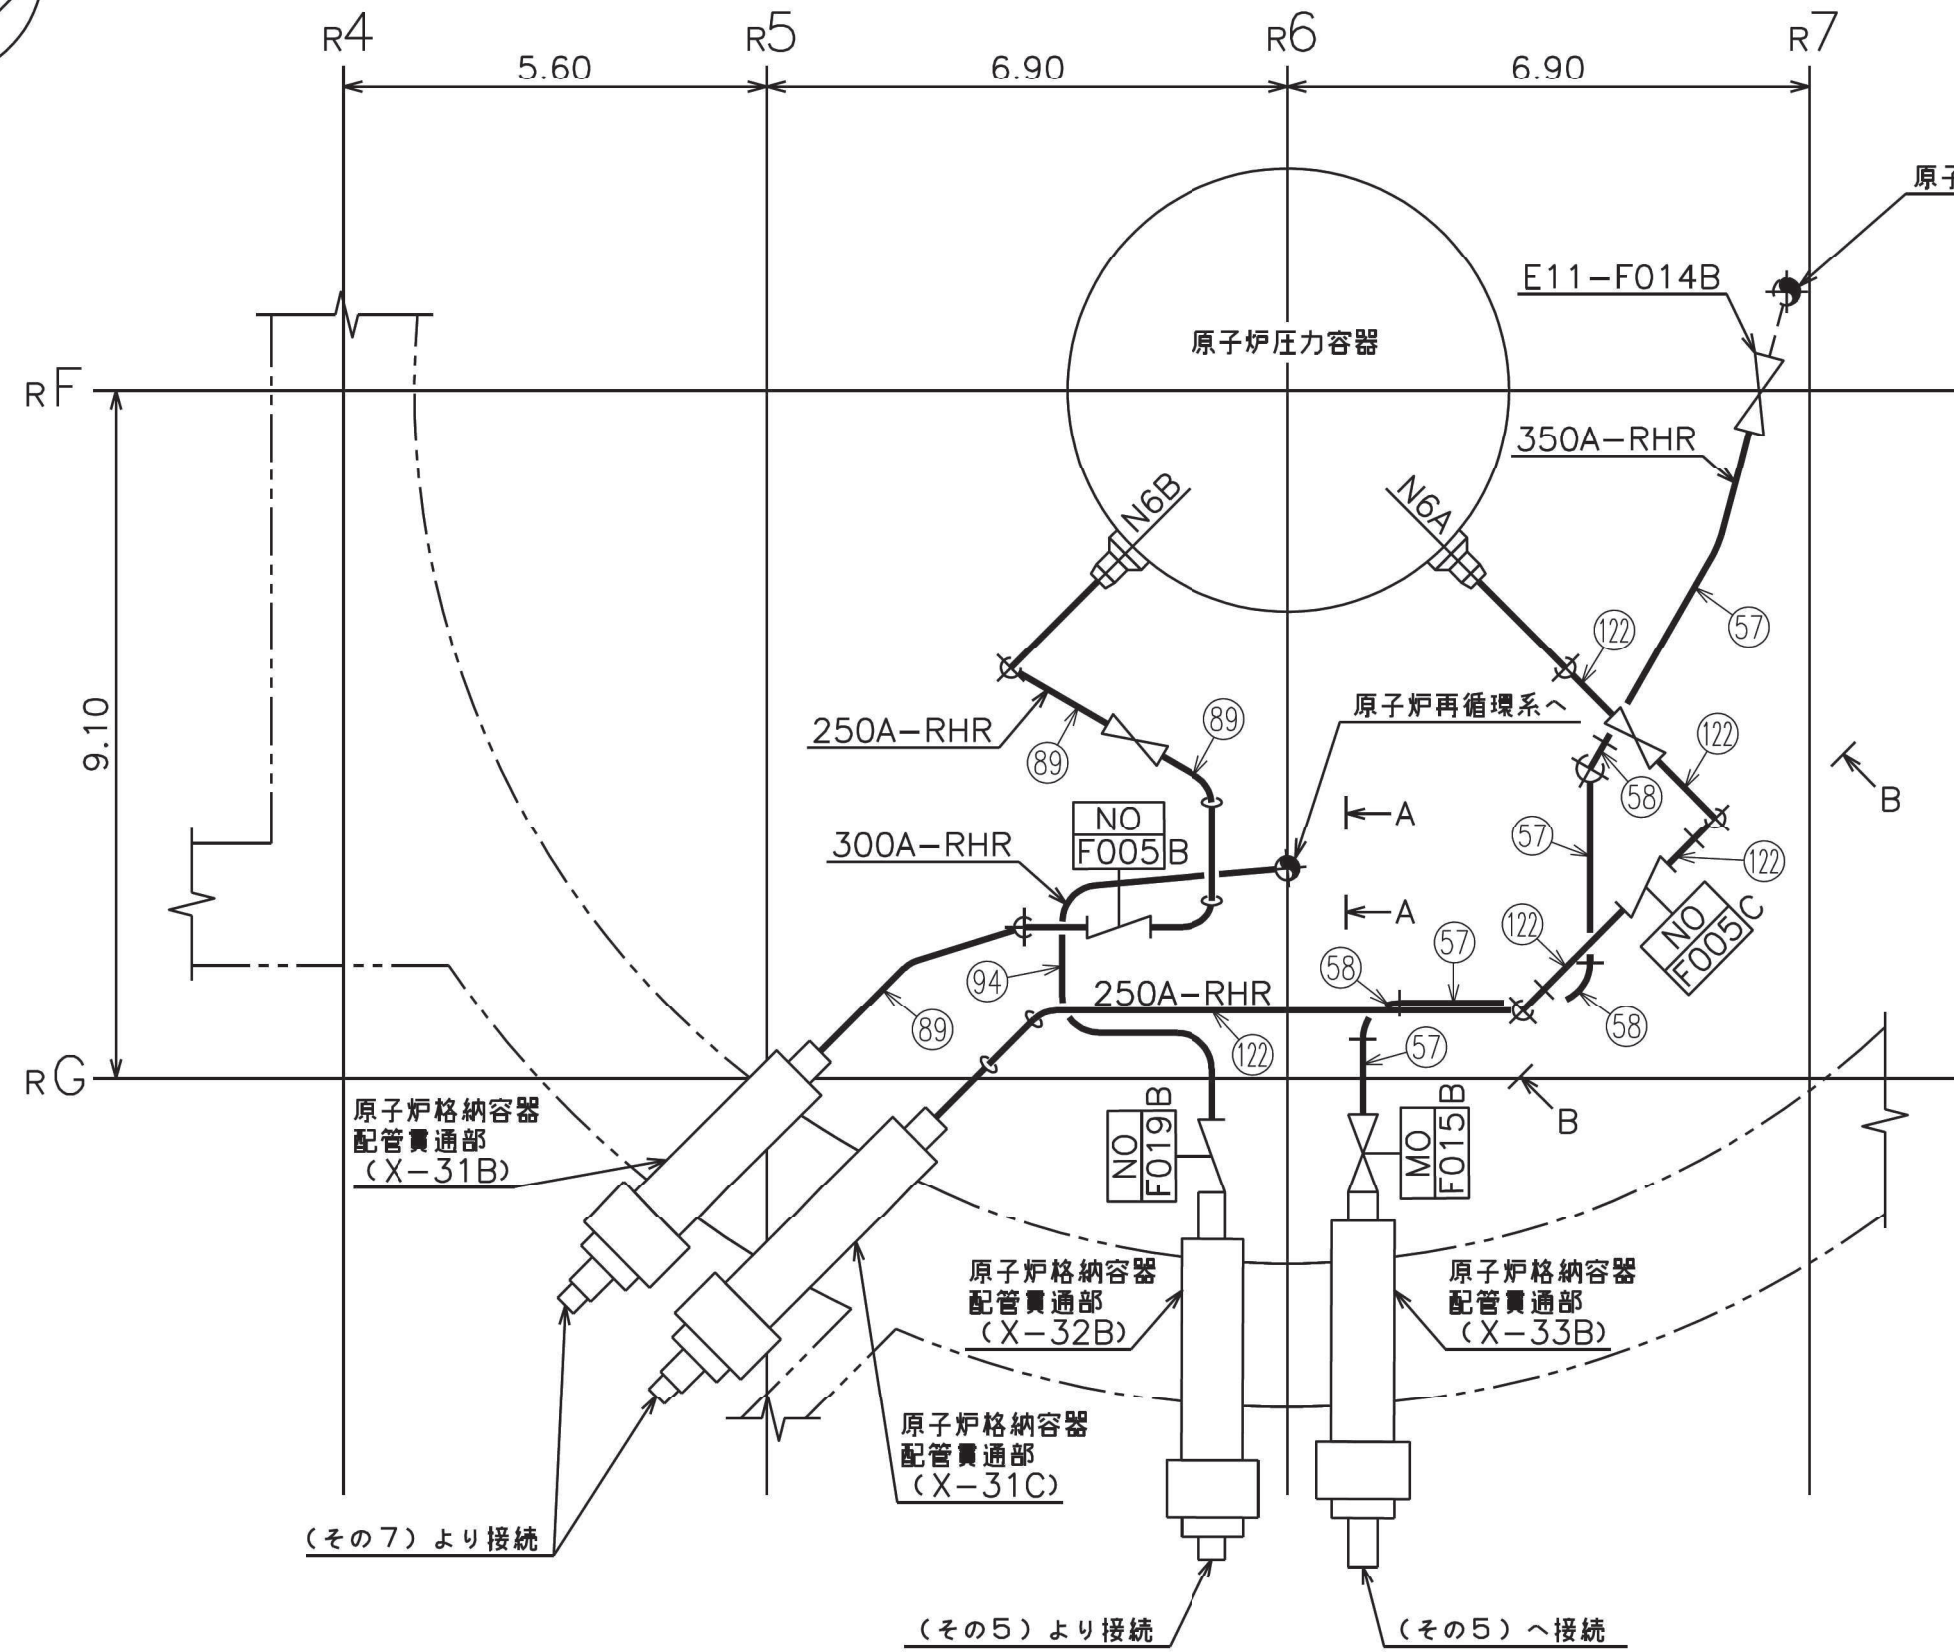 R4
R5
R6
R7
5.60
6.90
6.90
原子
E11-F014B
原子炉圧力容器
RF
350A-RHR
N6B
N6A
122
57
9.10
原子炉再循環系へ
250A-RHR
89
89
122
58
B
NO
F005B
A
300A-RHR
57
122
A
NO
F005C
122
57
94
58
250A-RHR
89
58
57
122
RG
B
原子炉格納容器
配管貫通部
(X-31B)
NO
F019B
MO
F015B
原子炉格納容器
配管貫通部
(X-32B)
原子炉格納容器
配管貫通部
(X-33B)
原子炉格納容器
配管貫通部
(X-31C)
(その7)より接続
(その5)より接続
(その5)へ接続